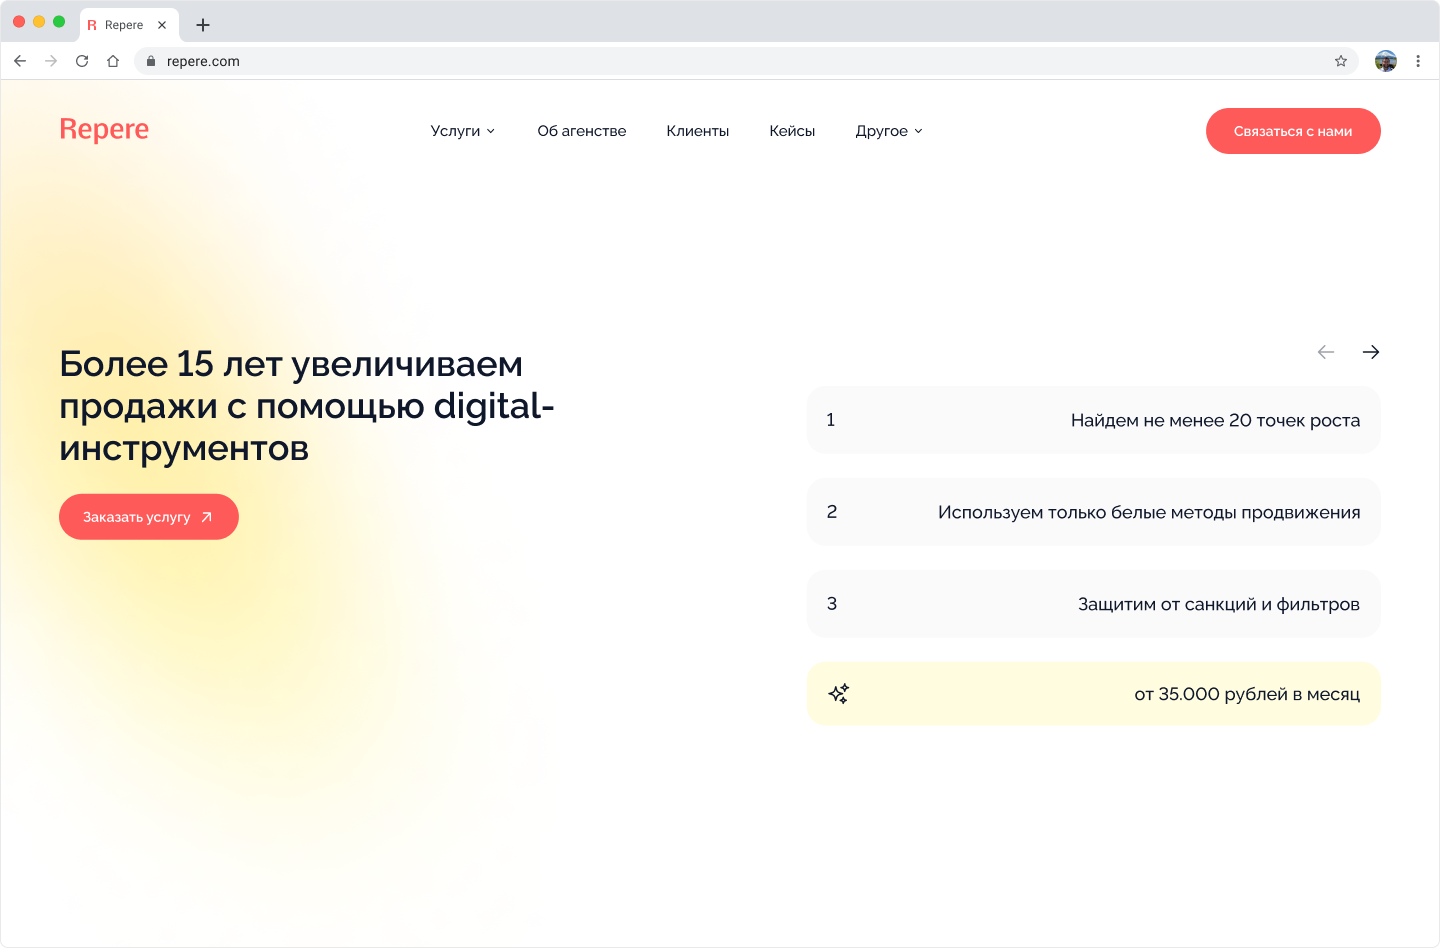 Repere
repere.com
Repere
Услуги
Об агенстве
Клиенты
Кейсы
Другое
Связаться с нами
Более 15 лет увеличиваем
продажи с помощью digital-
инструментов
Заказать услугу
1 Найдем не менее 20 точек роста
2 Используем только белые методы продвижения
3 Защитим от санкций и фильтров
от 35.000 рублей в месяц